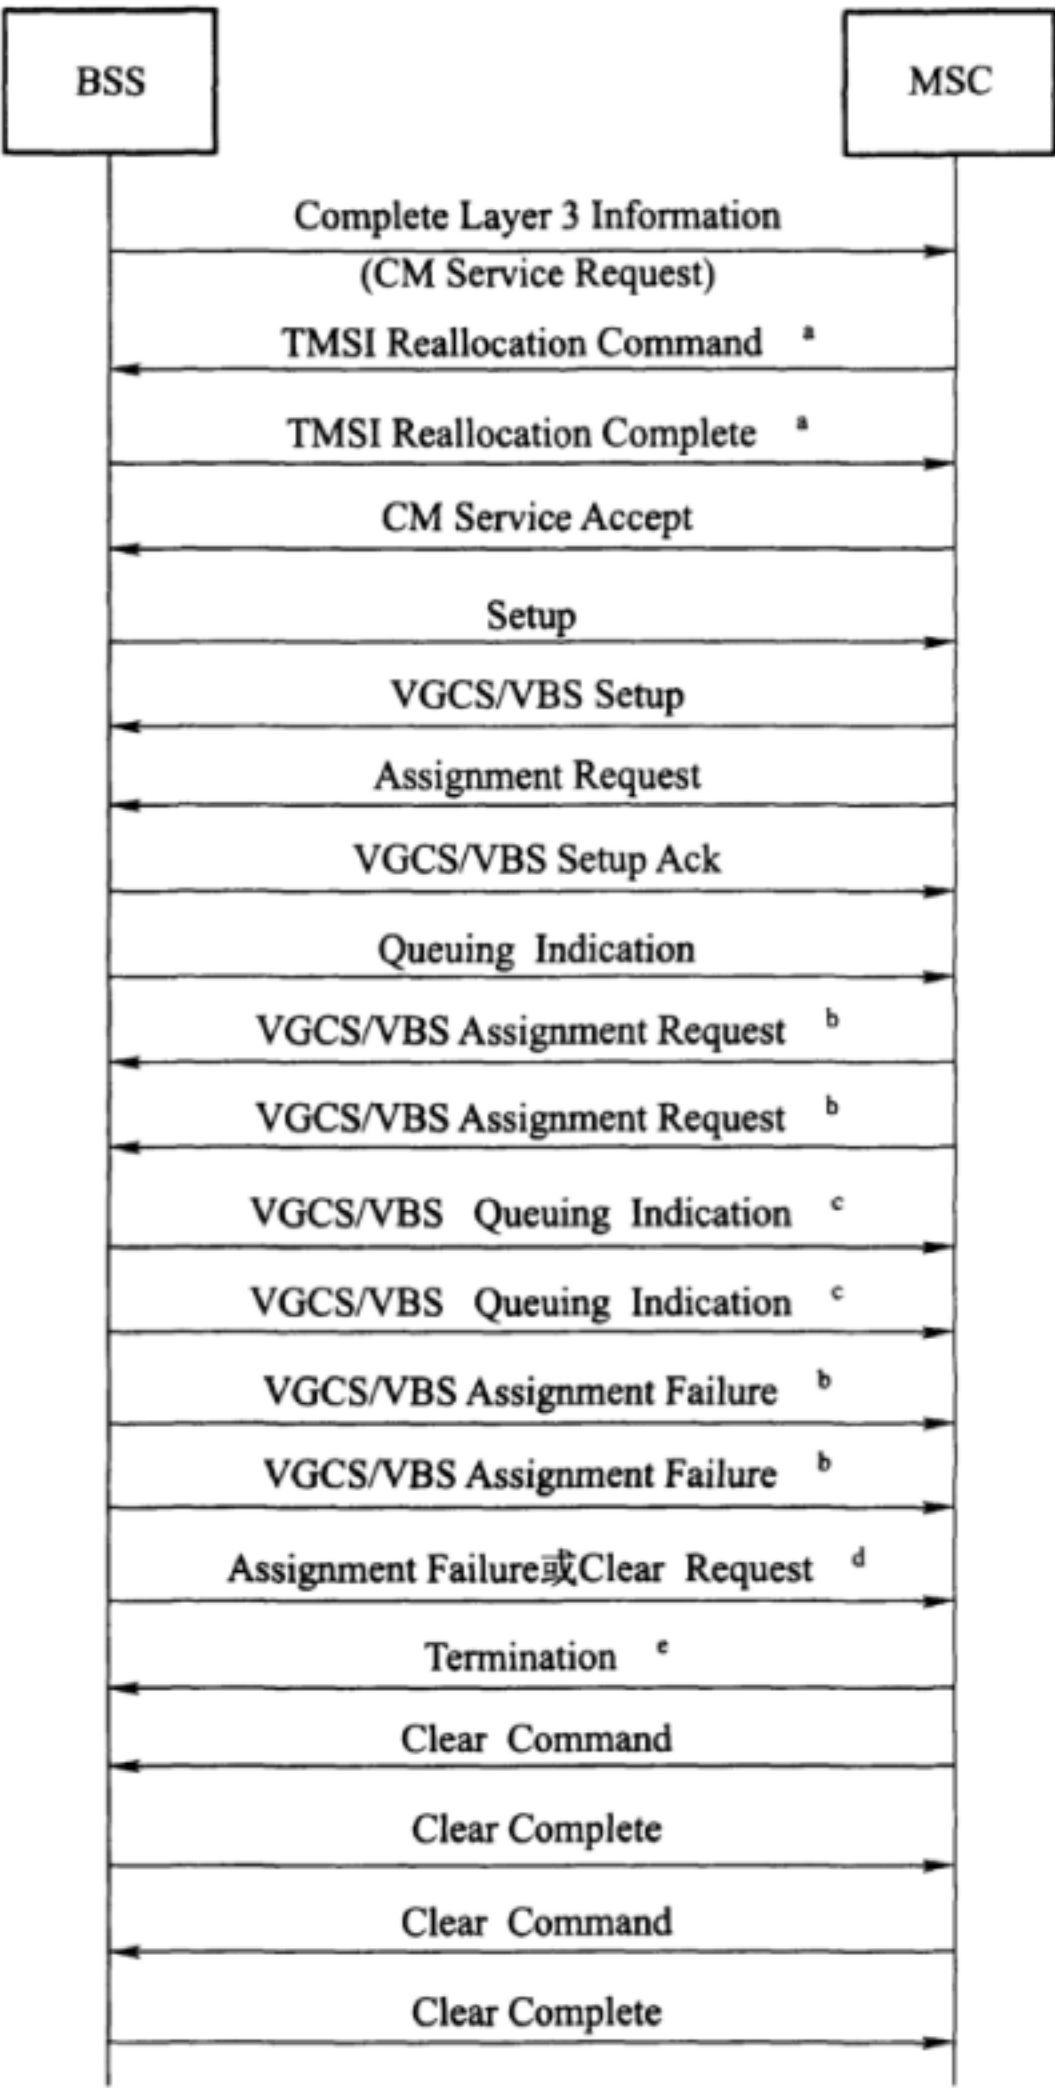 BSS MSC
Complete Layer 3 Information
(CM Service Request)
TMSI Reallocation Command a
TMSI Reallocation Complete a
CM Service Accept
Setup
VGCS/VBS Setup
Assignment Request
VGCS/VBS Setup Ack
Queuing Indication
VGCS/VBS Assignment Request b
VGCS/VBS Assignment Request b
VGCS/VBS Queuing Indication c
VGCS/VBS Queuing Indication c
VGCS/VBS Assignment Failure b
VGCS/VBS Assignment Failure b
Assignment Failure或Clear Request d
Termination e
Clear Command
Clear Complete
Clear Command
Clear Complete